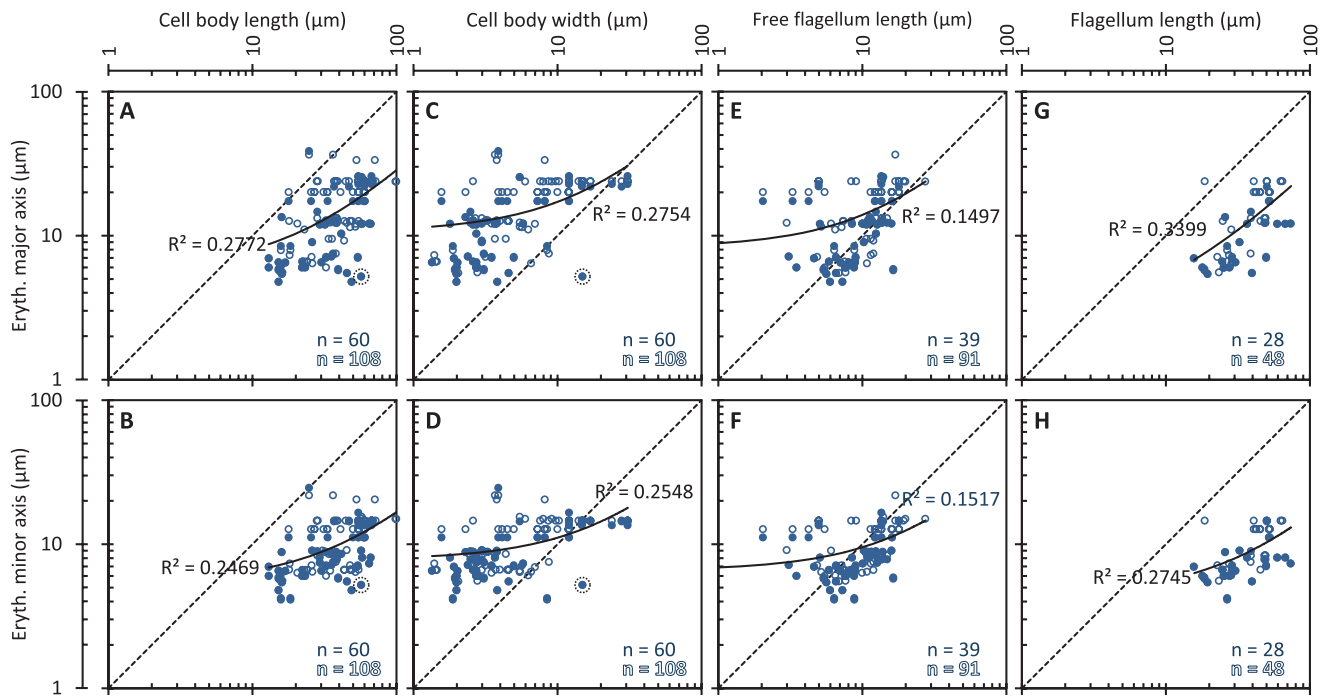 Cell body length (µm)
Cell body width (µm)
Free flagellum length (µm)
Flagellum length (µm)
1
10
100
1
10
100
1
10
100
1
10
100
Eryth. major axis (µm)
100
10
1
A
R² = 0.2772
n = 60
n = 108
C
R² = 0.2754
n = 60
n = 108
E
R² = 0.1497
n = 39
n = 91
G
R² = 0.3399
n = 28
n = 48
Eryth. minor axis (µm)
100
10
1
B
R² = 0.2469
n = 60
n = 108
D
R² = 0.2548
n = 60
n = 108
F
R² = 0.1517
n = 39
n = 91
H
R² = 0.2745
n = 28
n = 48